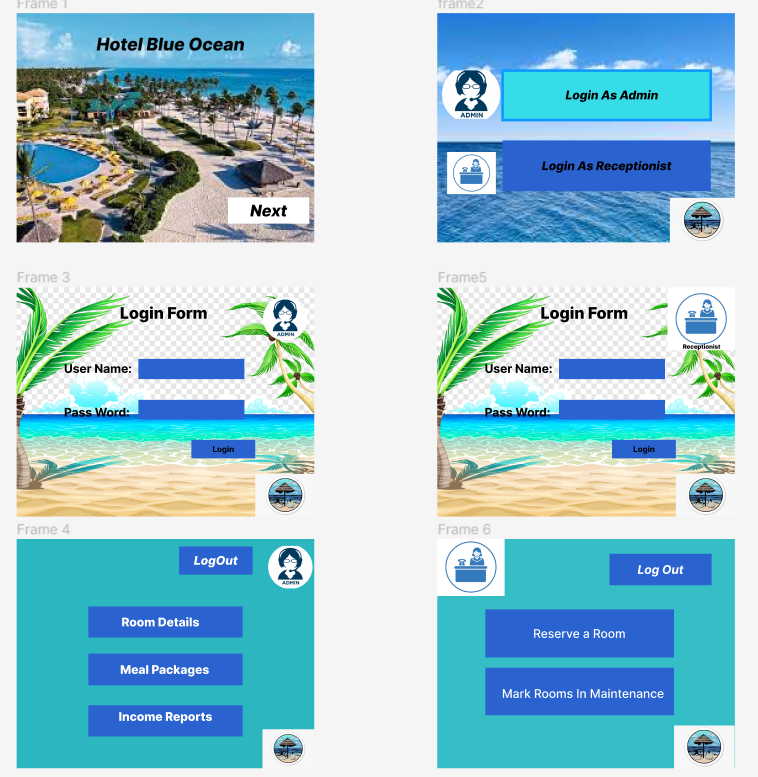 Frame 1
frame2
Hotel Blue Ocean
Next
ADMIN
Login As Admin
Login As Receptionist
Frame 3
Login Form
ADMIN
User Name:
Pass Word:
Login
Frame5
Login Form
Receptionist
User Name:
Pass Word:
Login
Frame 4
LogOut
ADMIN
Room Details
Meal Packages
Income Reports
Frame 6
Log Out
Reserve a Room
Mark Rooms In Maintenance